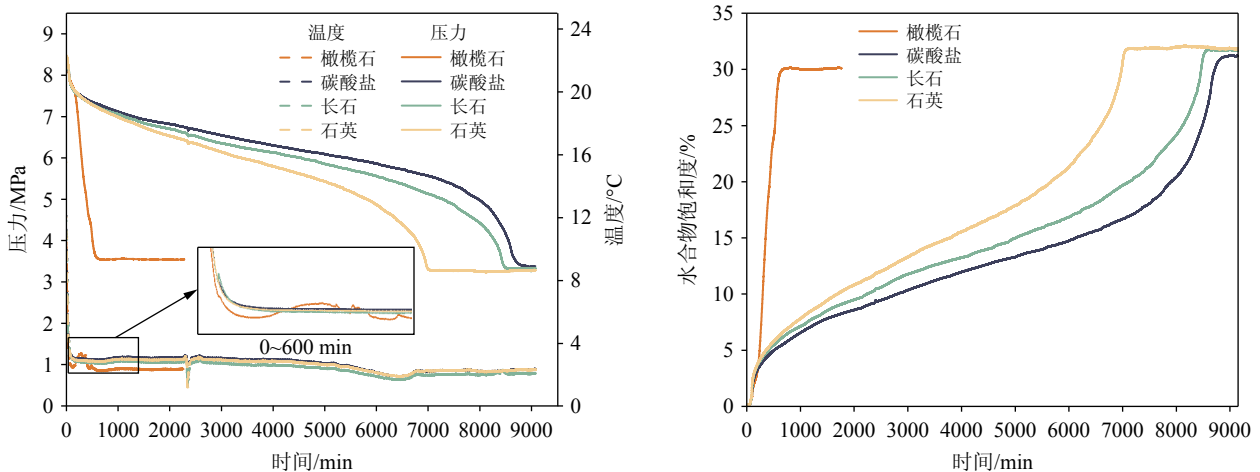 温度 压力
橄榄石 橄榄石
碳酸盐 碳酸盐
长石 长石
石英 石英
压力/MPa
9
8
7
6
5
4
3
2
1
0
24
20
16
12
8
4
0
温度/°C
0~600 min
0 1000 2000 3000 4000 5000 6000 7000 8000 9000
时间/min
橄榄石
碳酸盐
长石
石英
水合物饱和度/%
35
30
25
20
15
10
5
0
0 1000 2000 3000 4000 5000 6000 7000 8000 9000
时间/min